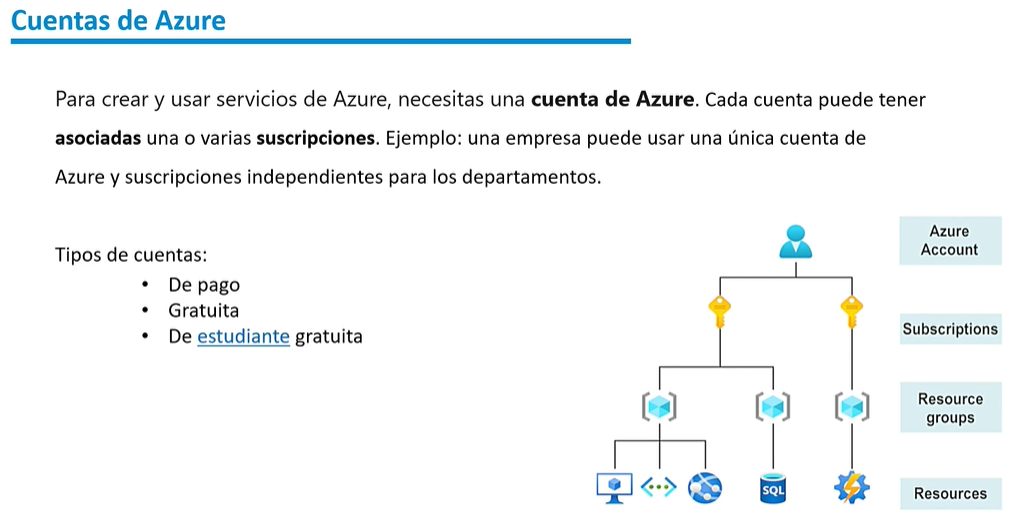 Cuentas de Azure
Para crear y usar servicios de Azure, necesitas una cuenta de Azure. Cada cuenta puede tener
asociadas una o varias suscripciones. Ejemplo: una empresa puede usar una única cuenta de
Azure y suscripciones independientes para los departamentos.
Tipos de cuentas:
• De pago
• Gratuita
• De estudiante gratuita
Azure
Account
Subscriptions
Resource
groups
SQL
Resources